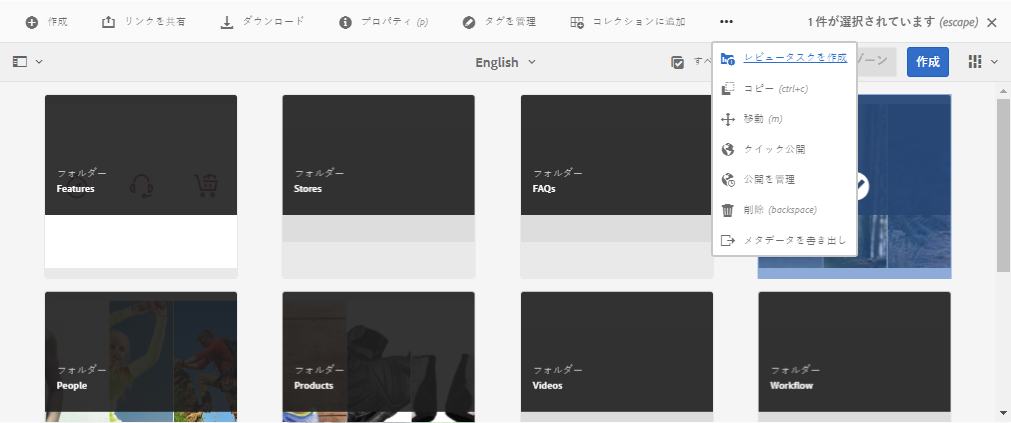 作成 リンクを共有 ダウンロード プロパティ (p) タグを管理 コレクションに追加 ••• 1 件が選択されています (escape)
English すべ ゾーン 作成
レビュータスクを作成
コピー (ctrl+c)
移動 (m)
クイック公開
公開を管理
削除 (backspace)
メタデータを書き出し
フォルダー
Features
フォルダー
Stores
フォルダー
FAQs
フォルダー
People
フォルダー
Products
フォルダー
Videos
フォルダー
Workflow